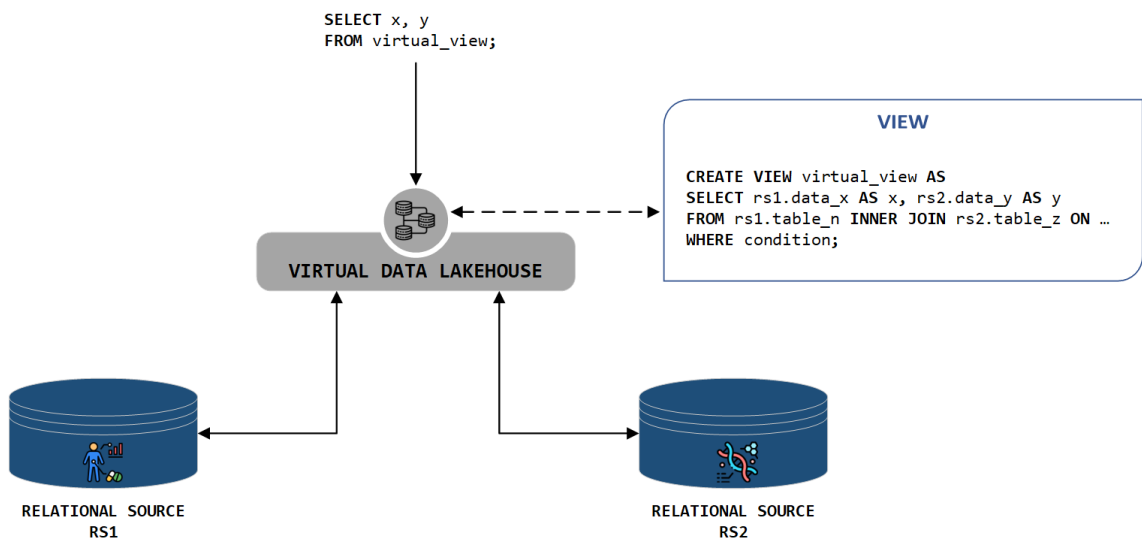 SELECT x, y
FROM virtual_view;
VIEW
CREATE VIEW virtual_view AS
SELECT rs1.data_x AS x, rs2.data_y AS y
FROM rs1.table_n INNER JOIN rs2.table_z ON …
WHERE condition;
VIRTUAL DATA LAKEHOUSE
RELATIONAL SOURCE
RS1
RELATIONAL SOURCE
RS2